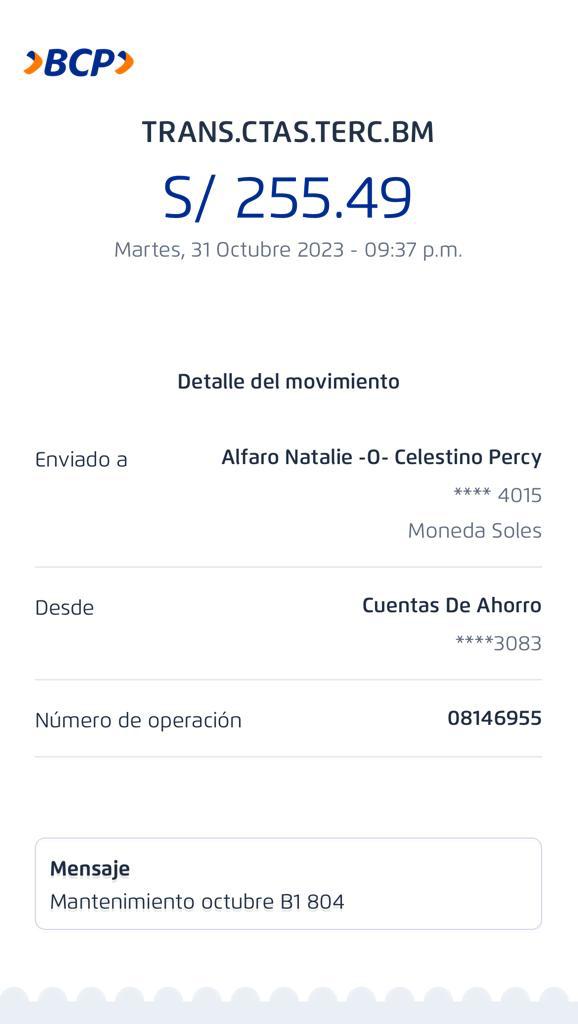 BCP
TRANS.CTAS.TERC.BM
S/ 255.49
Martes, 31 Octubre 2023 - 09:37 p.m.
Detalle del movimiento
Enviado a
Alfaro Natalie -O- Celestino Percy
**** 4015
Moneda Soles
Desde
Cuentas De Ahorro
****3083
Número de operación
08146955
Mensaje
Mantenimiento octubre B1 804